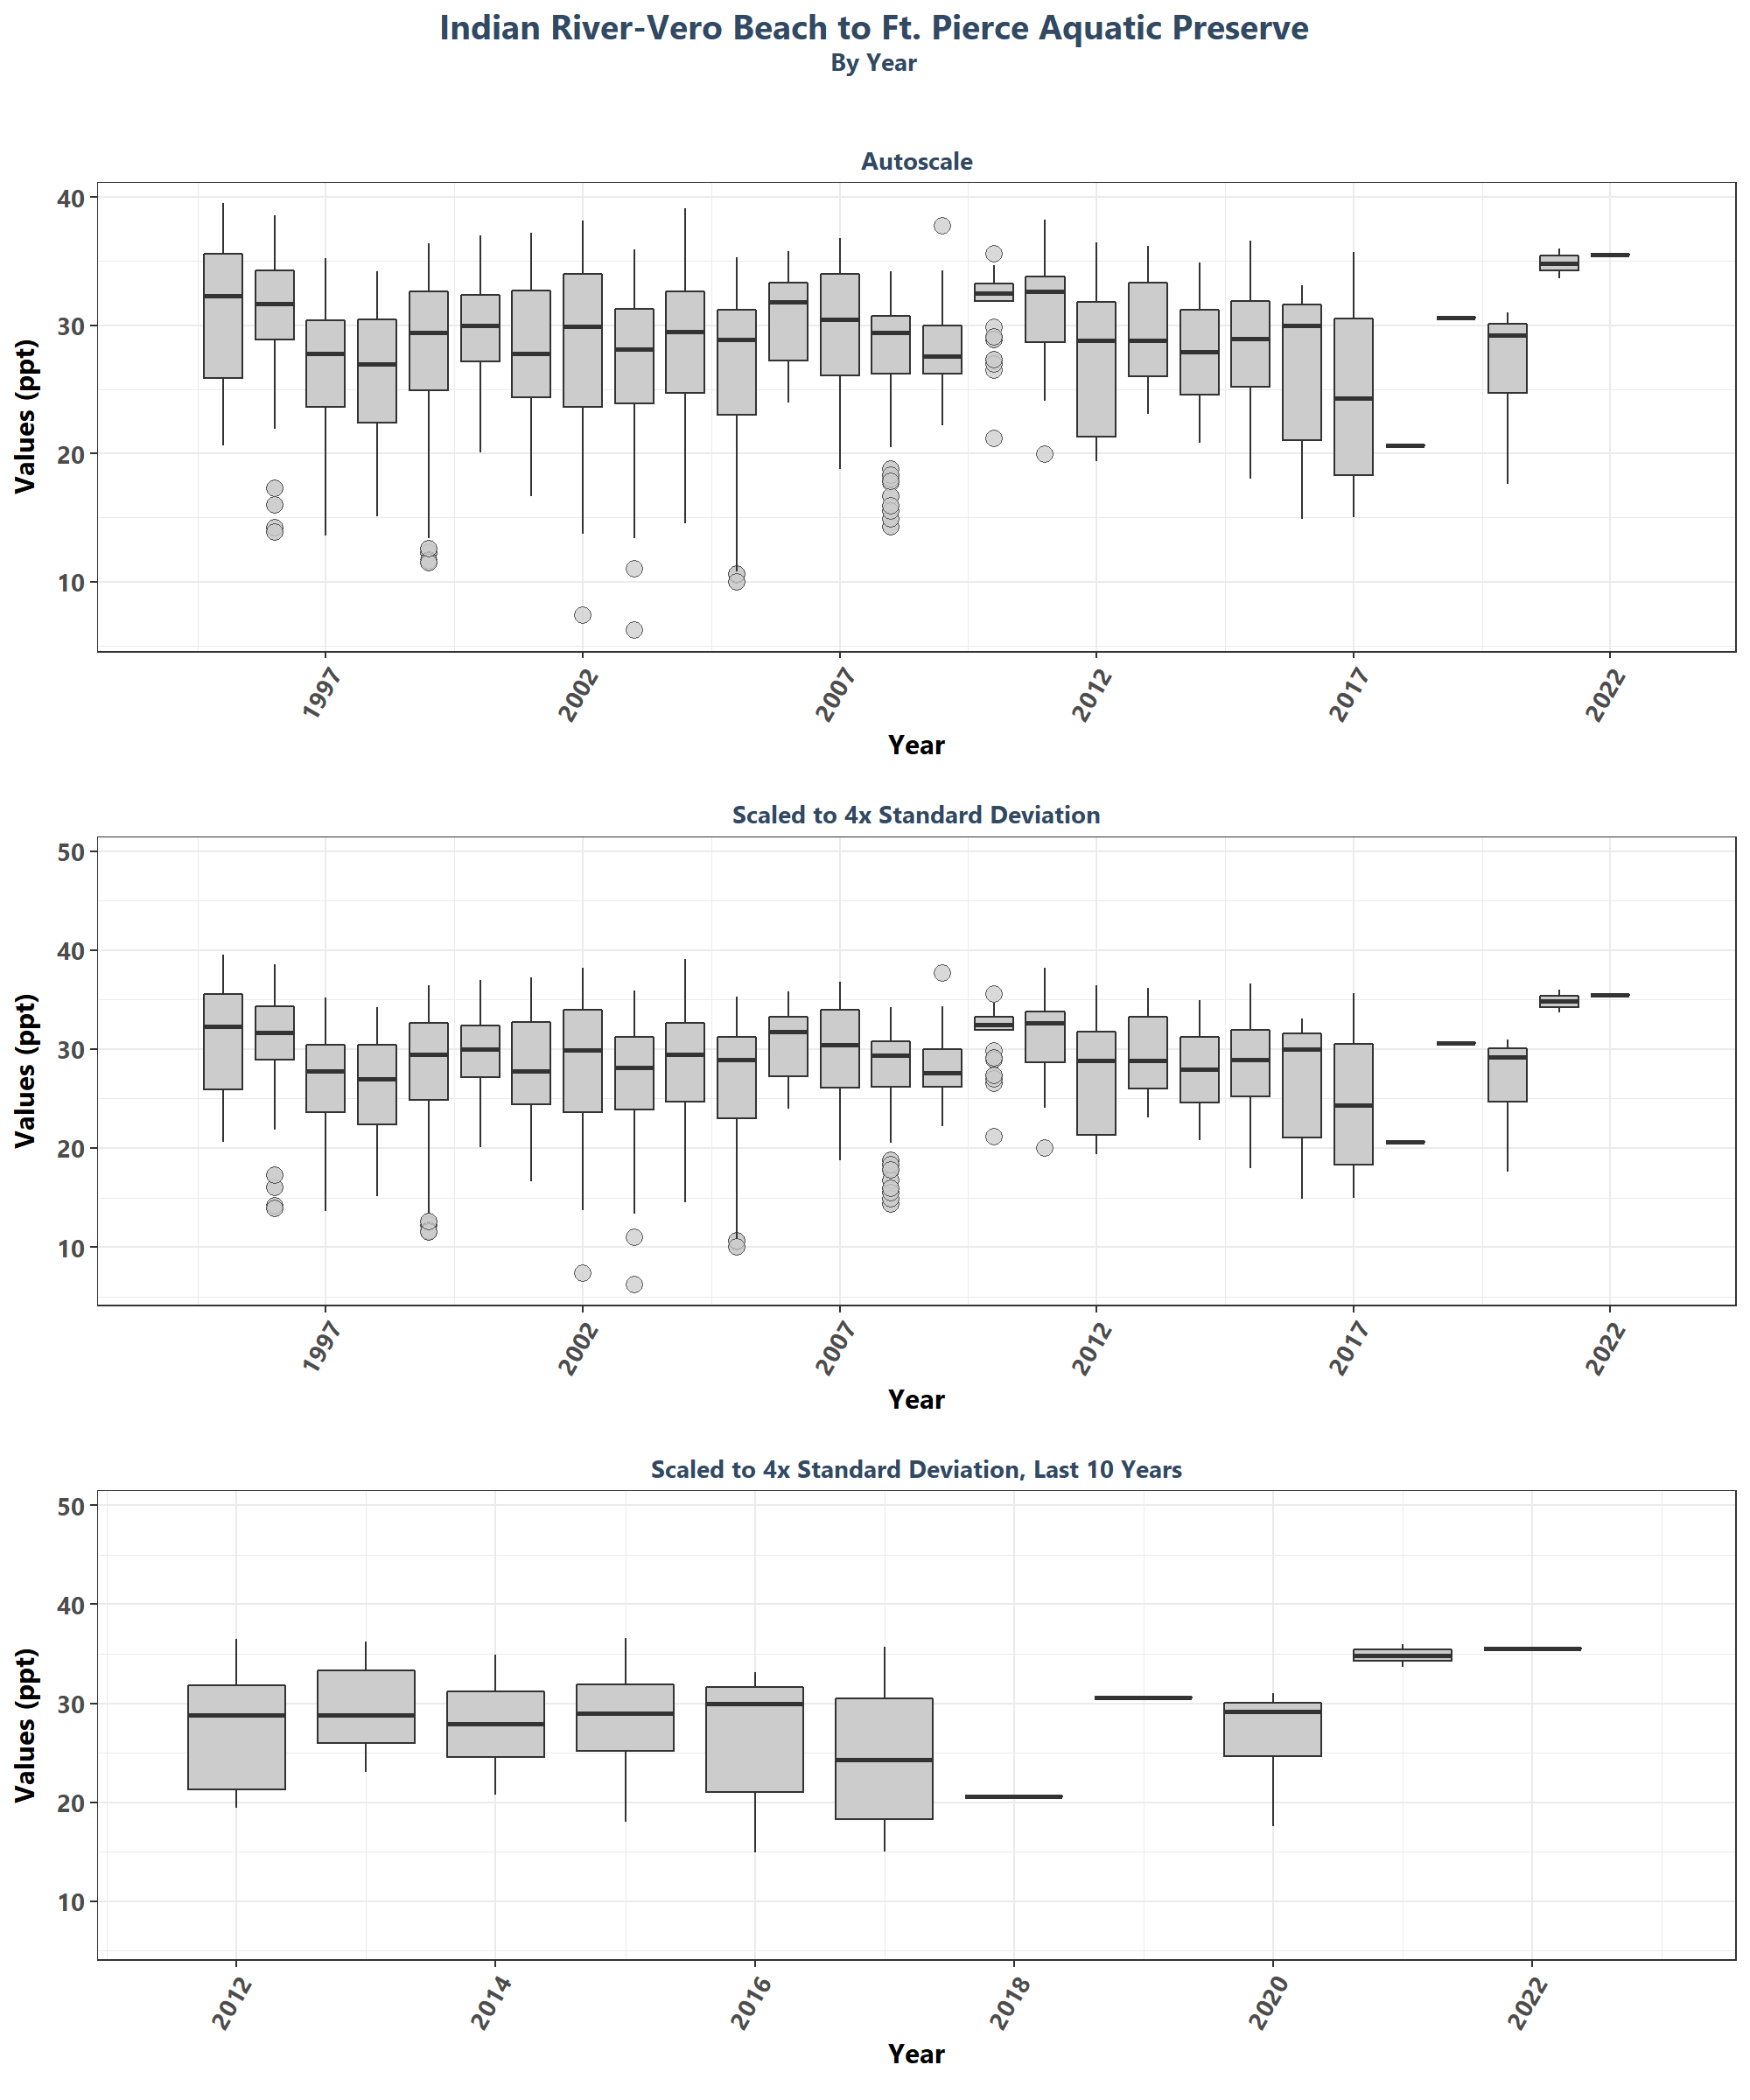 Indian River-Vero Beach to Ft. Pierce Aquatic Preserve
By Year
Autoscale
Values (ppt)
40
30
20
10
1997
2002
2007
2012
2017
2022
Year
Scaled to 4x Standard Deviation
Values (ppt)
50
40
30
20
10
1997
2002
2007
2012
2017
2022
Year
Scaled to 4x Standard Deviation, Last 10 Years
Values (ppt)
50
40
30
20
10
2012
2014
2016
2018
2020
2022
Year